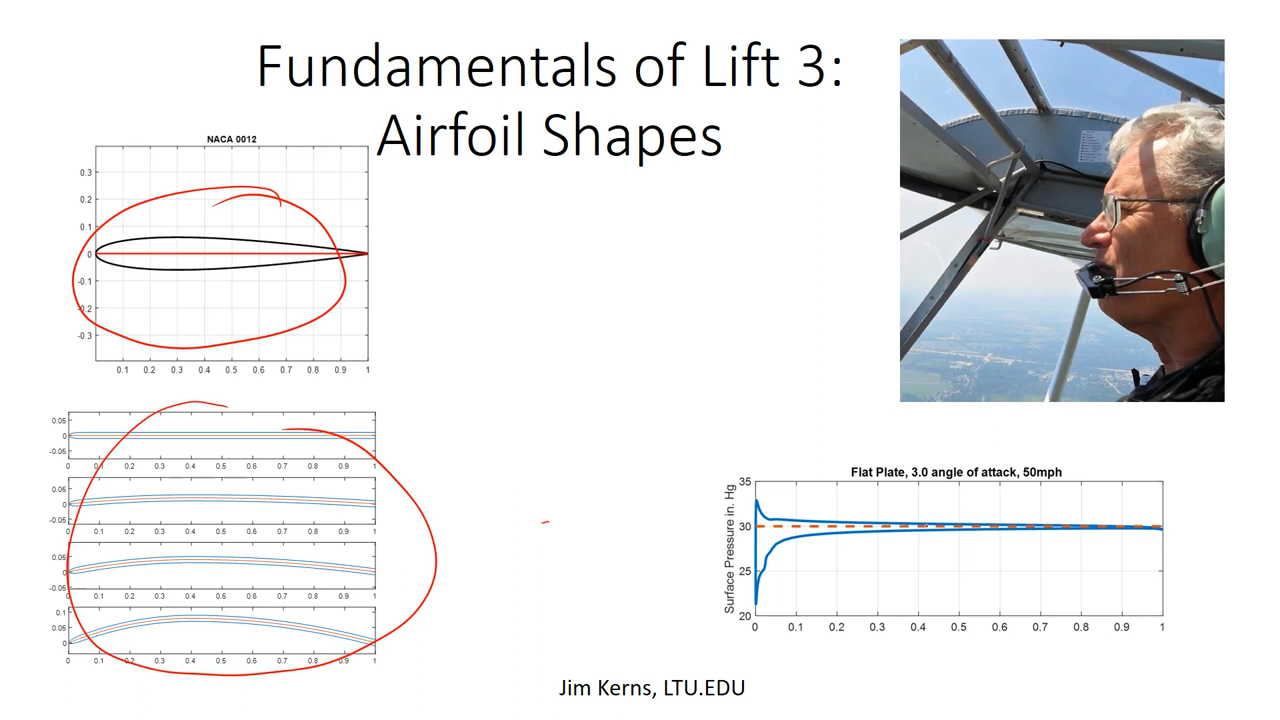 Fundamentals of Lift 3:
Airfoil Shapes
NACA 0012
0.3
0.2
0.1
0
-0.1
-0.2
-0.3
0.1 0.2 0.3 0.4 0.5 0.6 0.7 0.8 0.9 1
0.05
0
-0.05
0 0.1 0.2 0.3 0.4 0.5 0.6 0.7 0.8 0.9 1
0.05
0
-0.05
0 0.1 0.2 0.3 0.4 0.5 0.6 0.7 0.8 0.9 1
0.05
0
-0.05
0 0.1 0.2 0.3 0.4 0.5 0.6 0.7 0.8 0.9 1
0.1
0.05
0
0 0.1 0.2 0.3 0.4 0.5 0.6 0.7 0.8 0.9 1
Flat Plate, 3.0 angle of attack, 50mph
Surface Pressure in. Hg
35
30
25
20
0 0.1 0.2 0.3 0.4 0.5 0.6 0.7 0.8 0.9 1
Jim Kerns, LTU.EDU